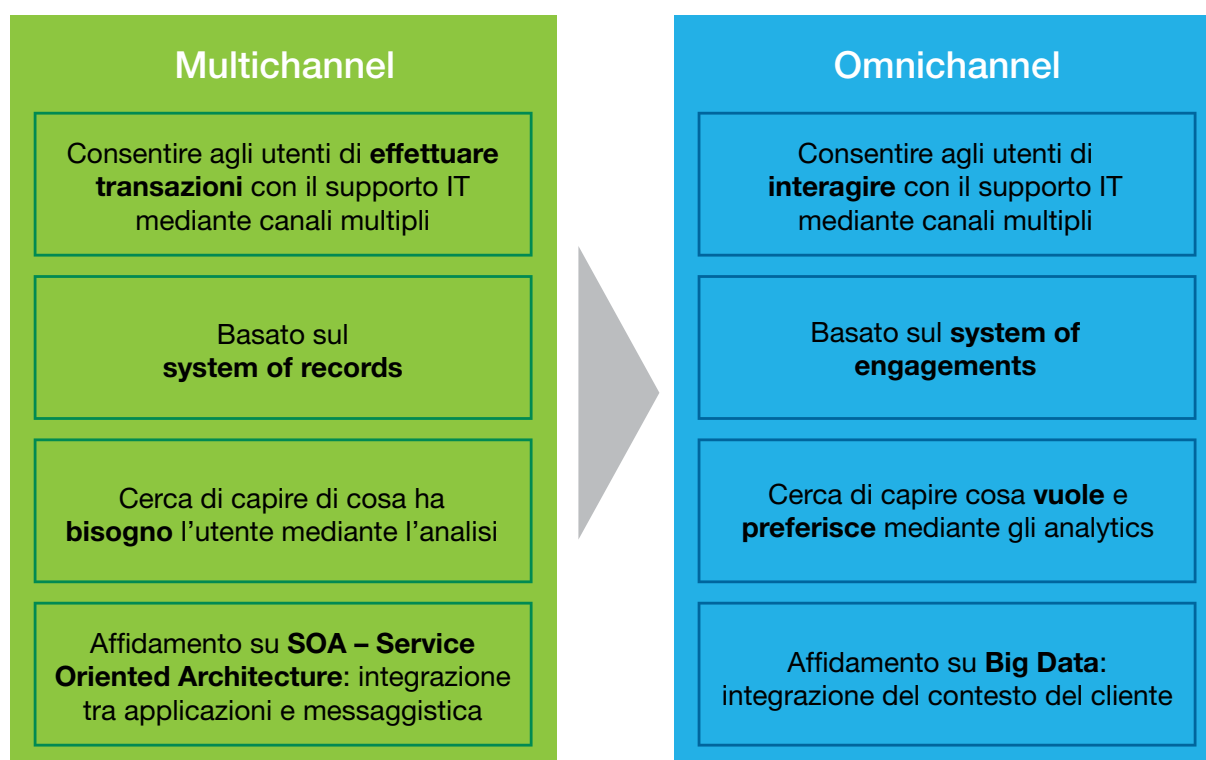 Multichannel
Consentire agli utenti di effettuare
transazioni con il supporto IT
mediante canali multipli
Basato sul
system of records
Cerca di capire di cosa ha
bisogno l’utente mediante l’analisi
Affidamento su SOA – Service
Oriented Architecture: integrazione
tra applicazioni e messaggistica
Omnichannel
Consentire agli utenti di
interagire con il supporto IT
mediante canali multipli
Basato sul system of
engagements
Cerca di capire cosa vuole e
preferisce mediante gli analytics
Affidamento su Big Data:
integrazione del contesto del cliente